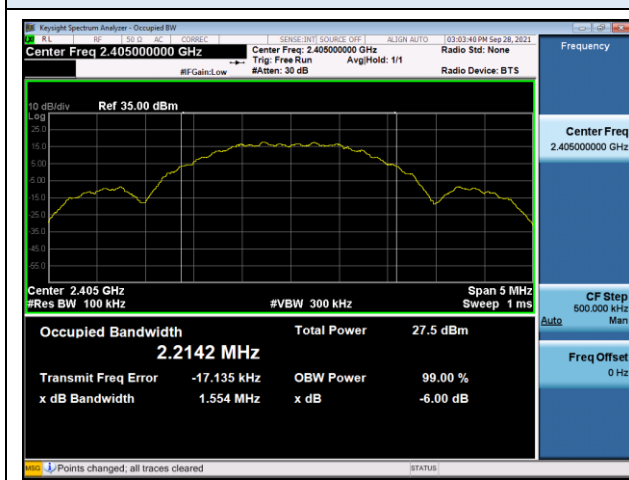 Keysight Spectrum Analyzer - Occupied BW
RL RF 50 Ω AC CORREC SENSE:INT SOURCE OFF ALIGN AUTO 03:03:40 PM Sep 28, 2021
Center Freq 2.405000000 GHz
Center Freq: 2.405000000 GHz
Radio Std: None
Trig: Free Run Avg|Hold: 1/1
#IFGain:Low
#Atten: 30 dB
Radio Device: BTS
10 dB/div Ref 35.00 dBm
Log
25.0
15.0
5.00
-5.00
-15.0
-25.0
-35.0
-45.0
-55.0
Center 2.405 GHz
Span 5 MHz
#Res BW 100 kHz
#VBW 300 kHz
Sweep 1 ms
Occupied Bandwidth
Total Power 27.5 dBm
2.2142 MHz
Transmit Freq Error -17.135 kHz
OBW Power 99.00 %
x dB Bandwidth 1.554 MHz
x dB -6.00 dB
MSG Points changed; all traces cleared
STATUS
Frequency
Center Freq
2.405000000 GHz
CF Step
500.000 kHz
Auto Man
Freq Offset
0 Hz